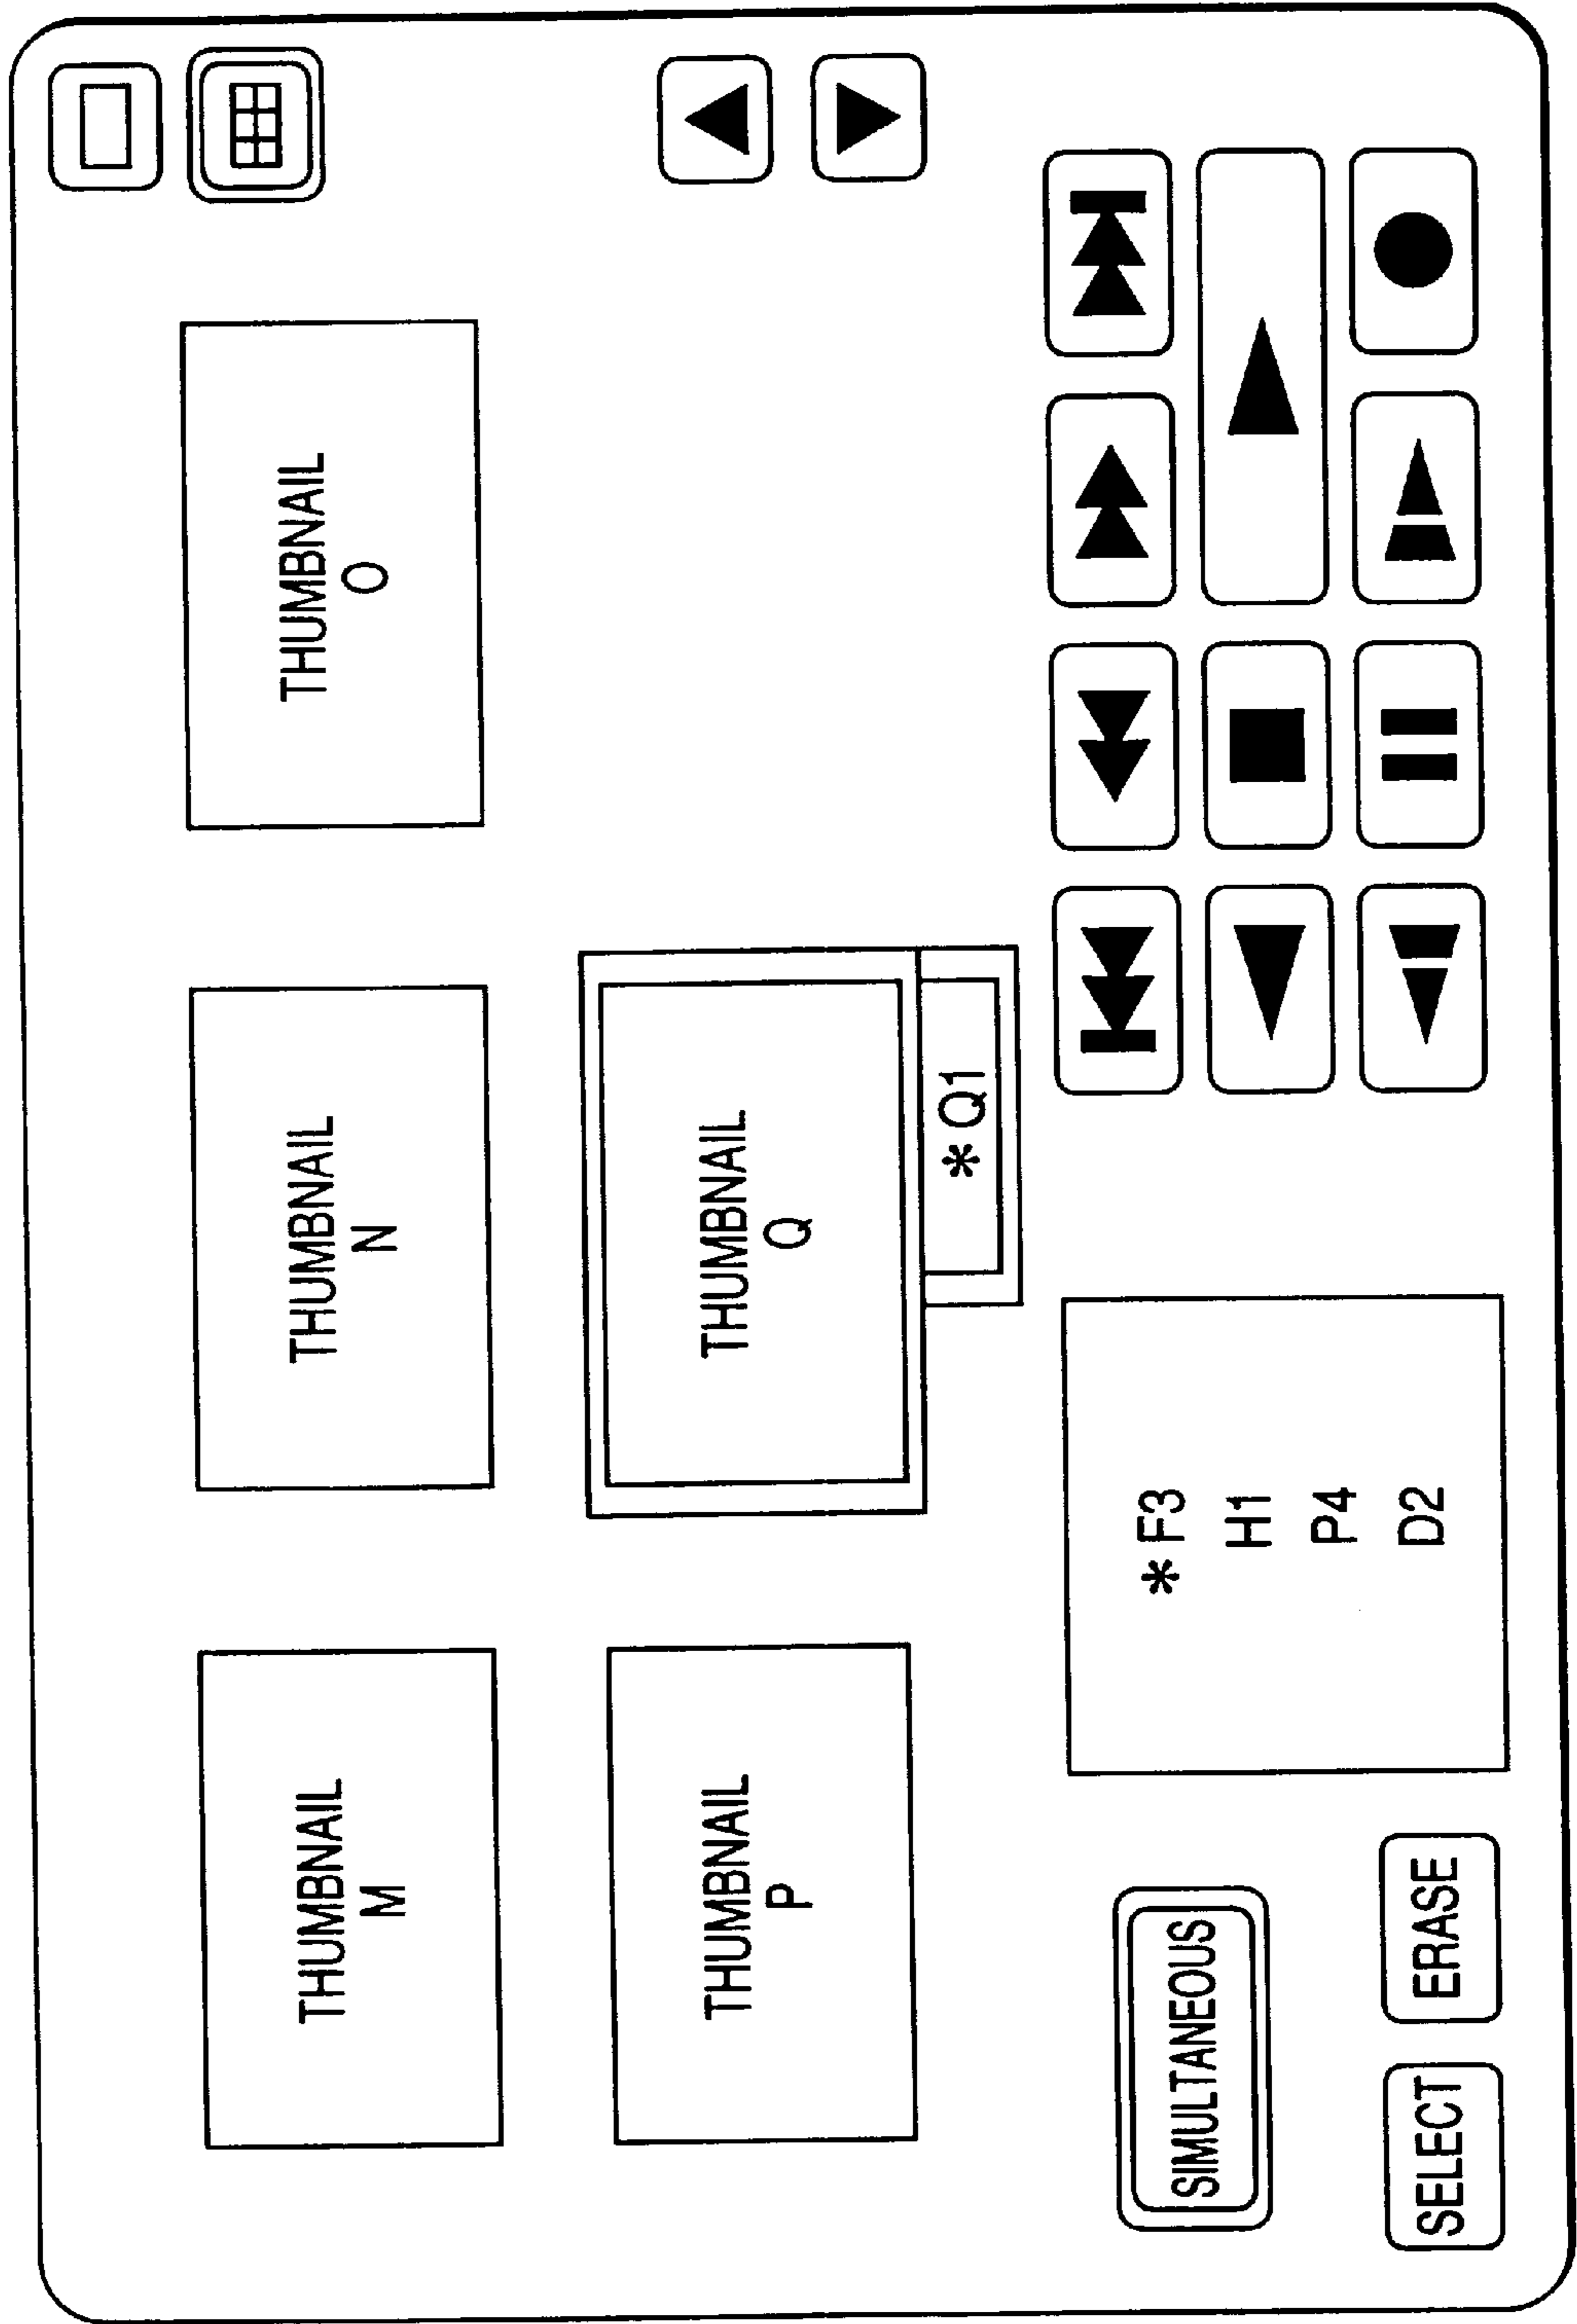 THUMBNAIL
M
THUMBNAIL
N
THUMBNAIL
O
THUMBNAIL
P
THUMBNAIL
Q
*Q1
SIMULTANEOUS
SELECT
ERASE
*F3
H1
P4
D2